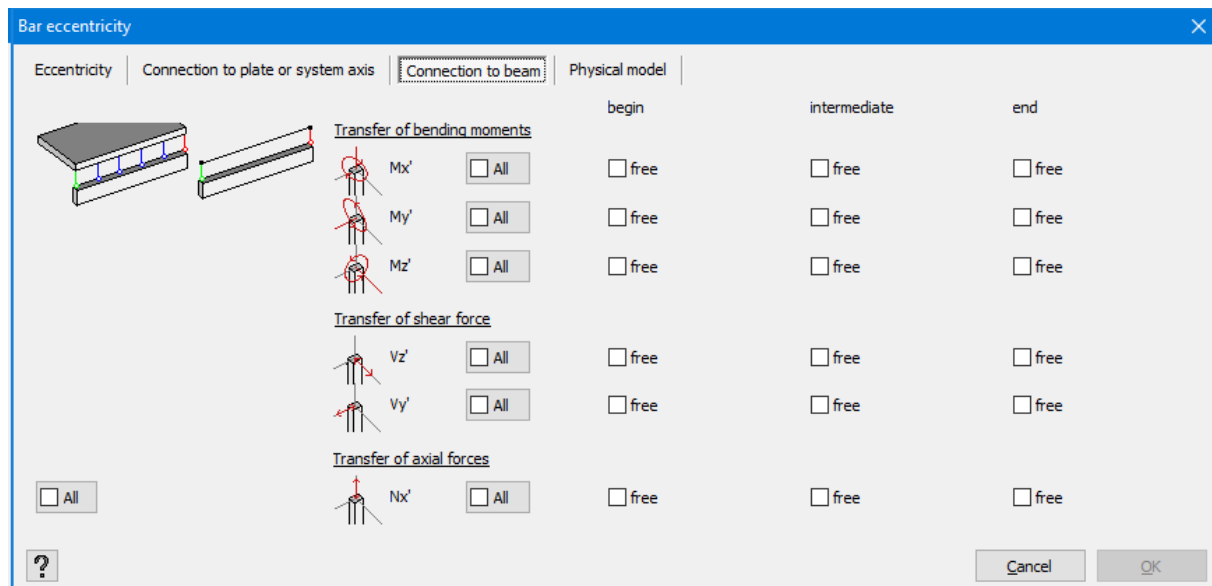 Bar eccentricity
Eccentricity Connection to plate or system axis Connection to beam Physical model
begin intermediate end
Transfer of bending moments
Mx' All free free free
My' All free free free
Mz' All free free free
Transfer of shear force
Vz' All free free free
Vy' All free free free
Transfer of axial forces
All Nx' All free free free
? Cancel OK